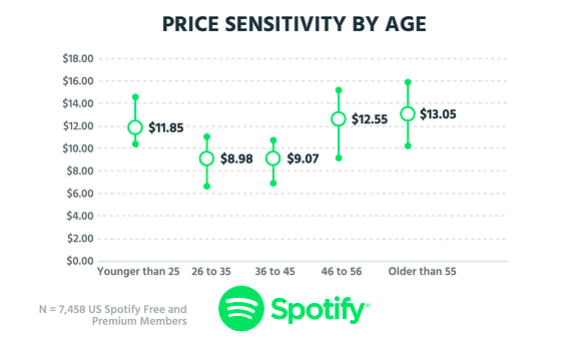 PRICE SENSITIVITY BY AGE
$18.00
$16.00
$14.00
$12.00
$10.00
$8.00
$6.00
$4.00
$2.00
$0.00
$11.85
$8.98
$9.07
$12.55
$13.05
Younger than 25
26 to 35
36 to 45
46 to 56
Older than 55
N = 7,458 US Spotify Free and
Premium Members
Spotify®